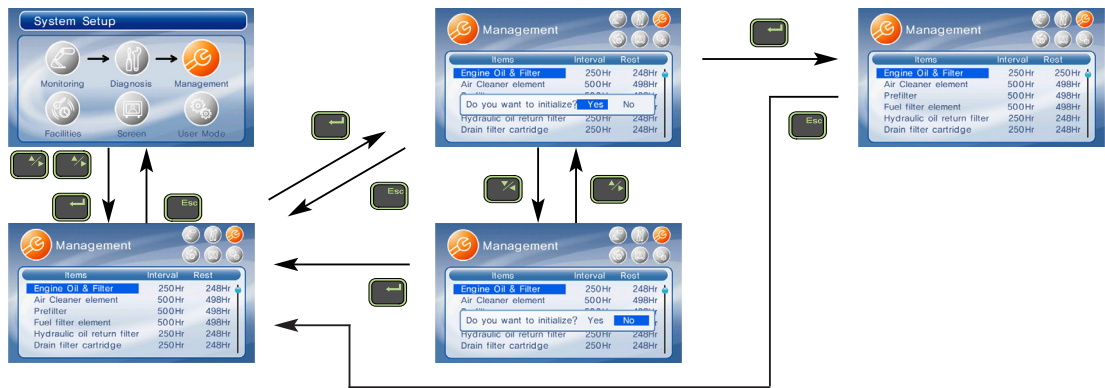 System Setup
Monitoring
Diagnosis
Management
Facilities
Screen
User Mode
Esc
Management
Items Interval Rest
Engine Oil & Filter 250Hr 248Hr
Air Cleaner element 500Hr 498Hr
Prefilter 500Hr 498Hr
Fuel filter element 500Hr 498Hr
Hydraulic oil return filter 250Hr 248Hr
Drain filter cartridge 250Hr 248Hr
Esc
Management
Items Interval Rest
Engine Oil & Filter 250Hr 248Hr
Air Cleaner element 500Hr 498Hr
Do you want to initialize? Yes No
Hydraulic oil return filter 250Hr 248Hr
Drain filter cartridge 250Hr 248Hr
Management
Items Interval Rest
Engine Oil & Filter 250Hr 248Hr
Air Cleaner element 500Hr 498Hr
Do you want to initialize? Yes No
Hydraulic oil return filter 250Hr 248Hr
Drain filter cartridge 250Hr 248Hr
Management
Items Interval Rest
Engine Oil & Filter 250Hr 250Hr
Air Cleaner element 500Hr 498Hr
Prefilter 500Hr 498Hr
Fuel filter element 500Hr 498Hr
Hydraulic oil return filter 250Hr 248Hr
Drain filter cartridge 250Hr 248Hr
Esc